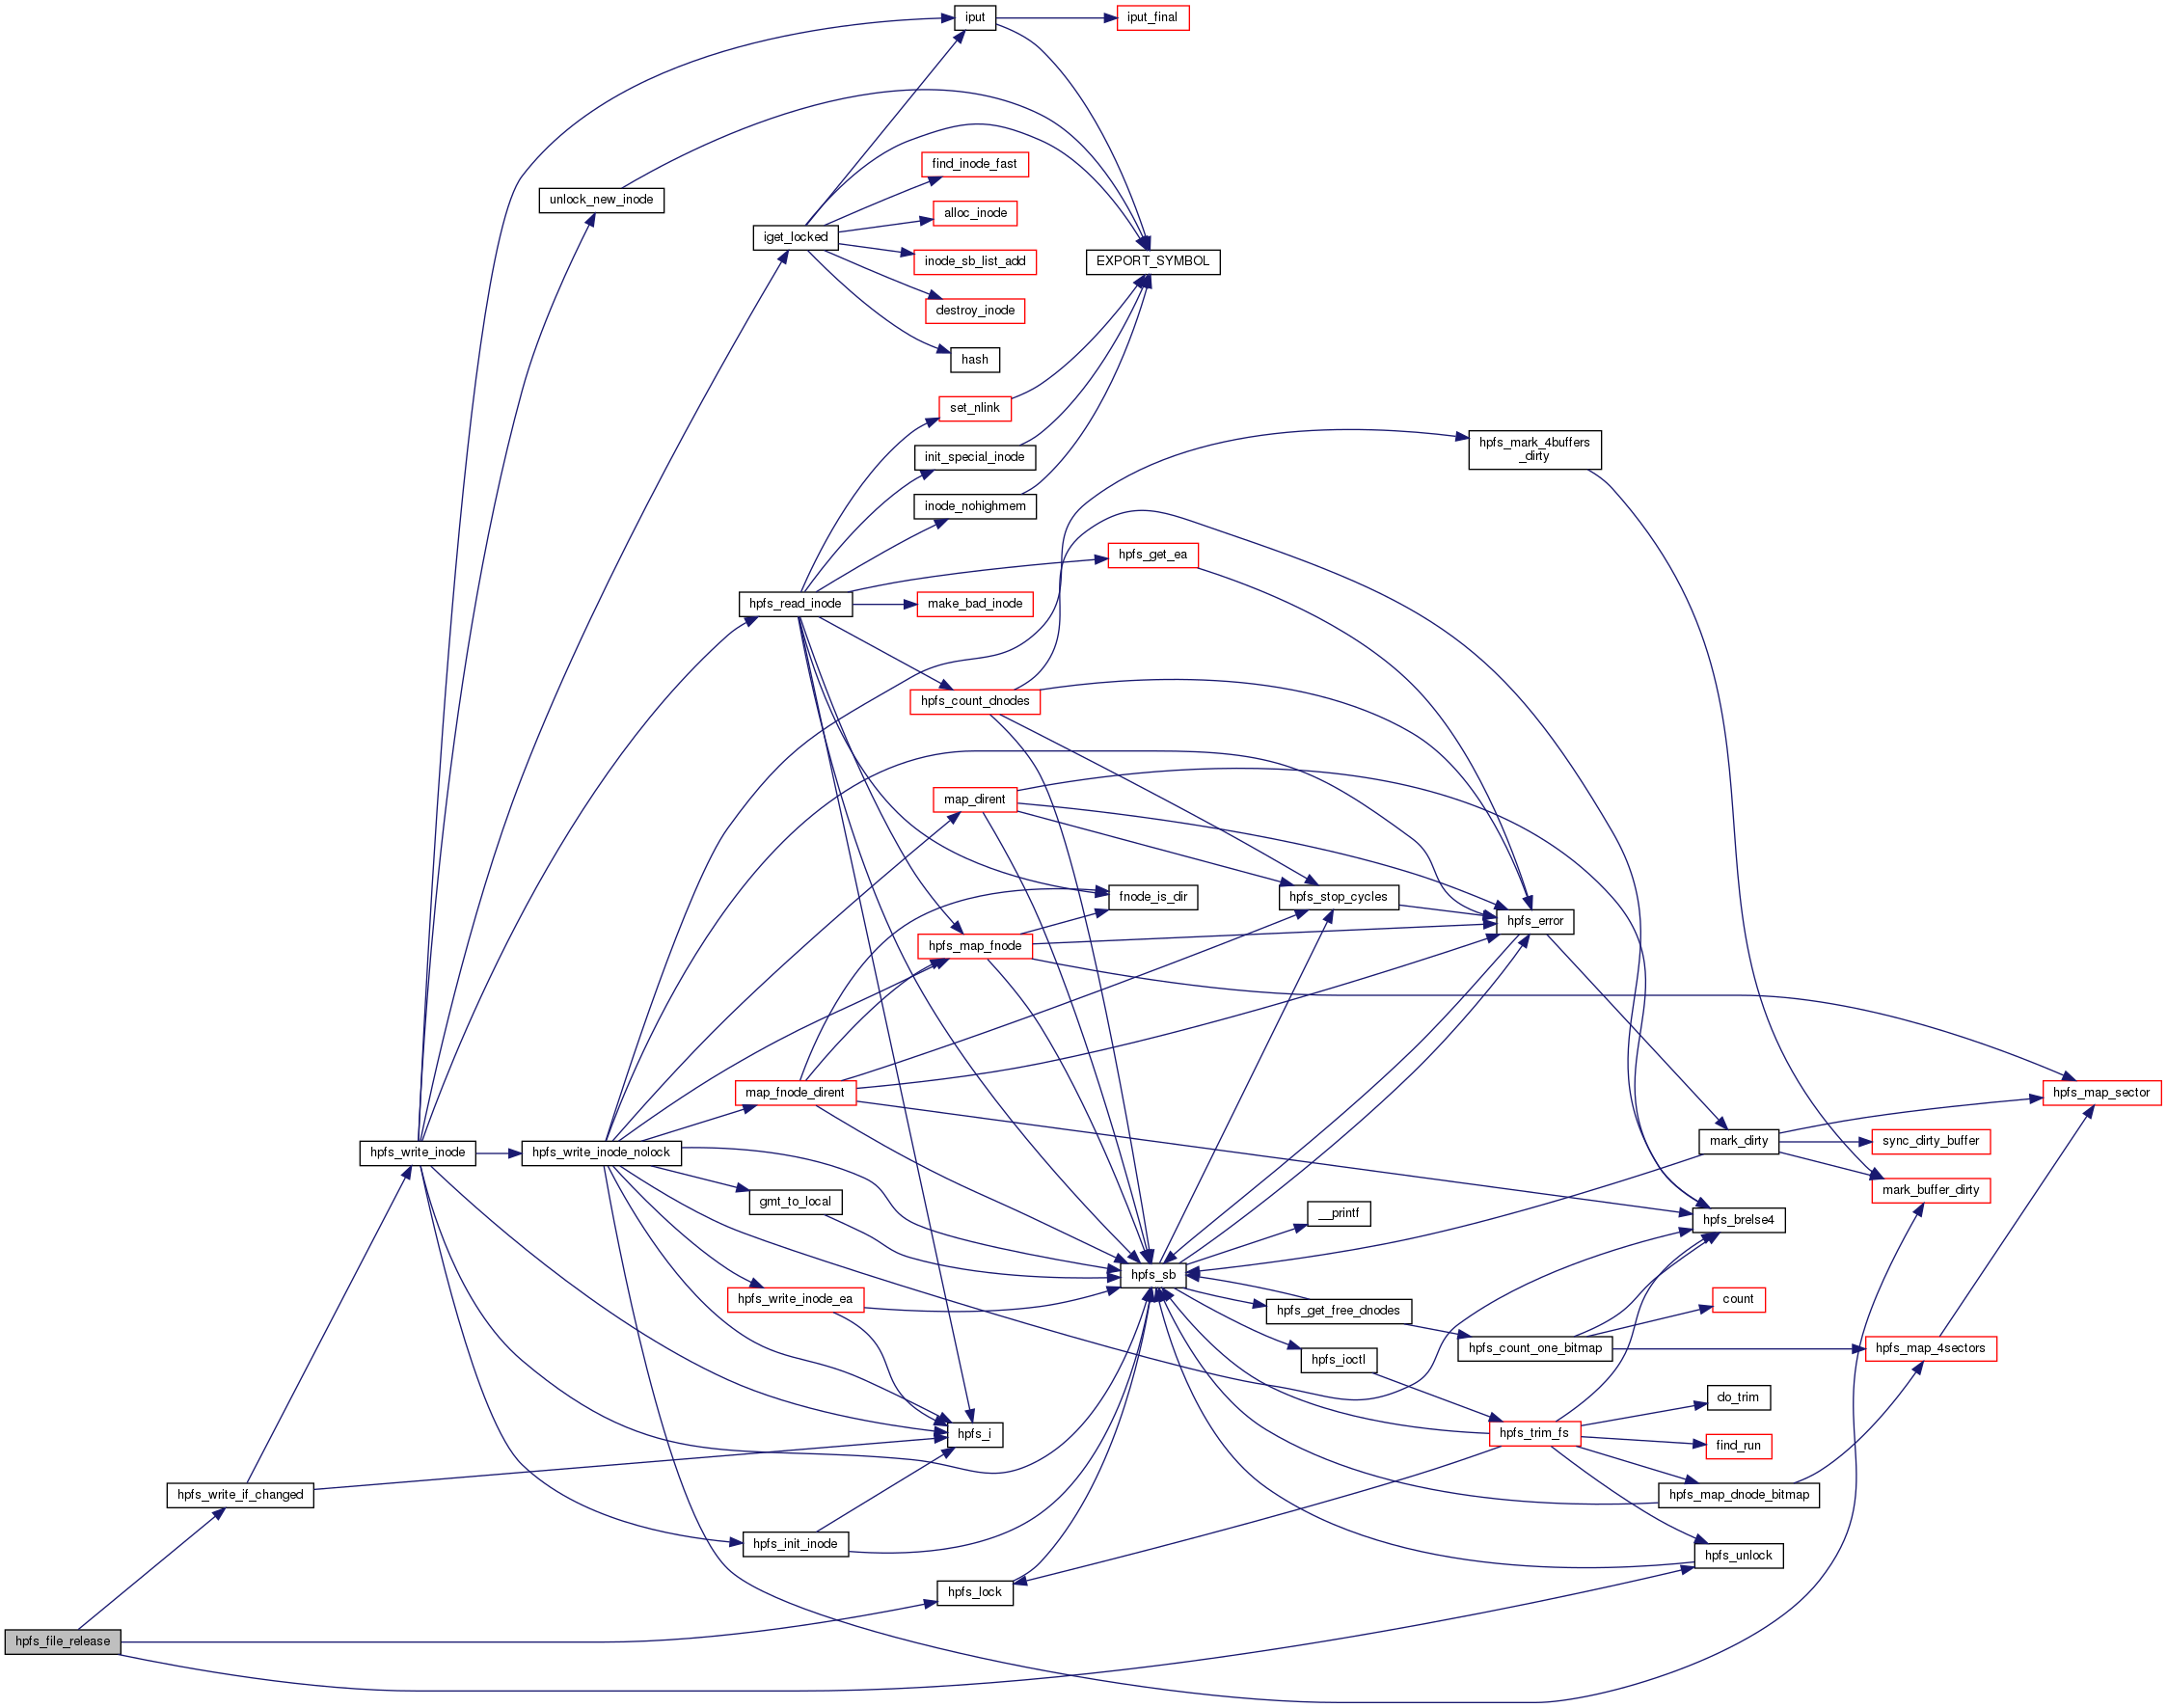 iput
iput_final
find_inode_fast
unlock_new_inode
alloc_inode
iget_locked
EXPORT_SYMBOL
inode_sb_list_add
destroy_inode
hash
set_nlink
hpfs_mark_4buffers
_dirty
init_special_inode
inode_nohighmem
hpfs_get_ea
hpfs_read_inode
make_bad_inode
hpfs_count_dnodes
map_dirent
fnode_is_dir
hpfs_stop_cycles
hpfs_error
hpfs_map_fnode
map_fnode_dirent
hpfs_map_sector
hpfs_write_inode
hpfs_write_inode_nolock
mark_dirty
sync_dirty_buffer
gmt_to_local
mark_buffer_dirty
__printf
hpfs_brelse4
hpfs_sb
hpfs_write_inode_ea
hpfs_get_free_dnodes
count
hpfs_count_one_bitmap
hpfs_map_4sectors
hpfs_ioctl
do_trim
hpfs_i
hpfs_trim_fs
find_run
hpfs_write_if_changed
hpfs_map_dnode_bitmap
hpfs_init_inode
hpfs_unlock
hpfs_lock
hpfs_file_release